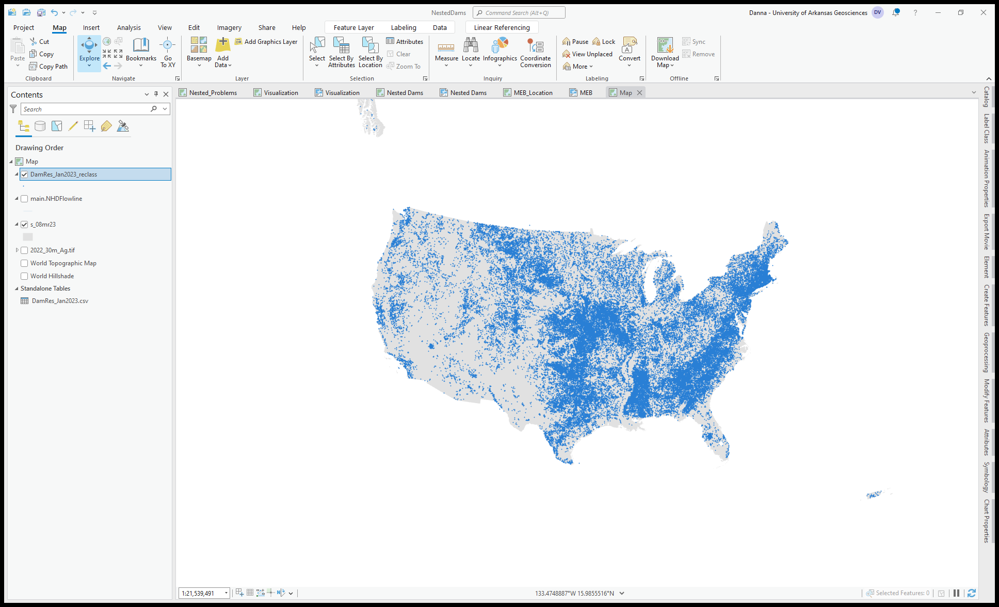 NestedDams
Command Search (Alt+Q)
Danna - University of Arkansas Geosciences
DV
?
Project
Map
Insert
Analysis
View
Edit
Imagery
Share
Help
Feature Layer
Labeling
Data
Linear Referencing
Paste
Cut
Copy
Copy Path
Clipboard
Explore
Bookmarks
Go
To XY
Navigate
Basemap
Add
Data
Add Graphics Layer
Layer
Select
Select By
Attributes
Select By
Location
Attributes
Clear
Zoom To
Selection
Measure
Locate
Infographics
Coordinate
Conversion
Inquiry
Pause
Lock
View Unplaced
More
Convert
Labeling
Download
Map
Sync
Remove
Offline
Contents
Search
Drawing Order
Map
DamRes_Jan2023_reclass
main.NHDFlowline
s_08mr23
2022_30m_Ag.tif
World Topographic Map
World Hillshade
Standalone Tables
DamRes_Jan2023.csv
Nested_Problems
Visualization
Visualization
Nested Dams
Nested Dams
MEB_Location
MEB
Map
Catalog
Label Class
Animation Properties
Export Movie
Element
Create Features
Geoprocessing
Modify Features
Attributes
Symbology
Chart Properties
1:21,539,491
133.4748887°W 15.9855516°N
Selected Features: 0